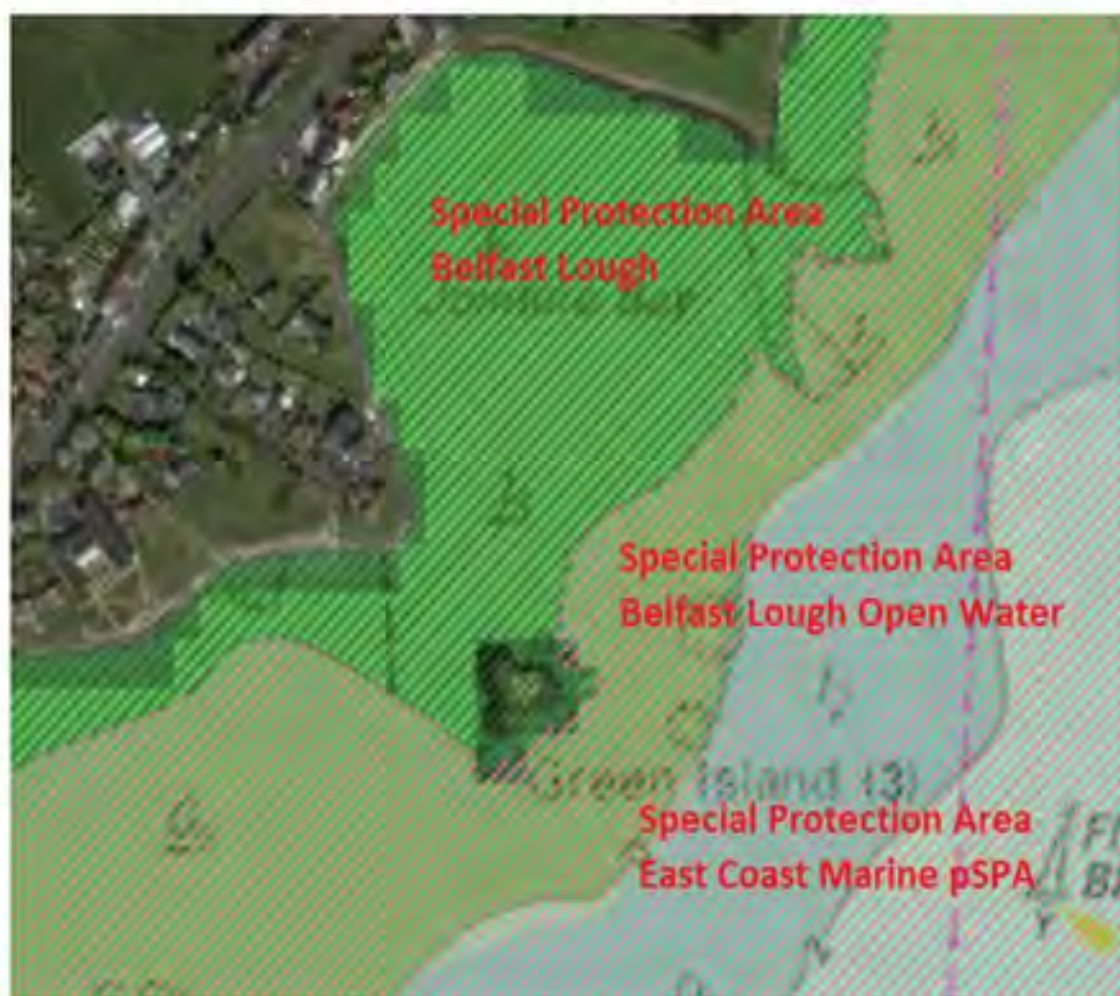 Special Protection Area
Belfast Lough
Special Protection Area
Belfast Lough Open Water
Green Island (3)
Special Protection Area
East Coast Marine pSPA